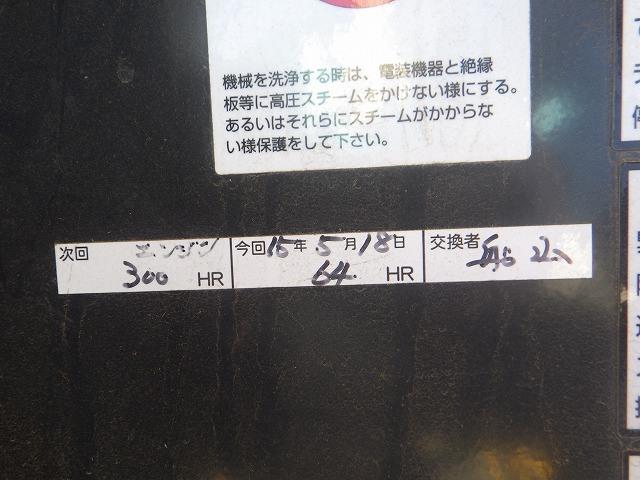 機械を洗浄する時は、電装機器と絶縁
板等に高圧スチームをかけない様にする。
あるいはそれらにスチームがかからな
い様保護をして下さい。
次回 エンジン 今回 15年 5月18日 交換者
300 HR 64 HR